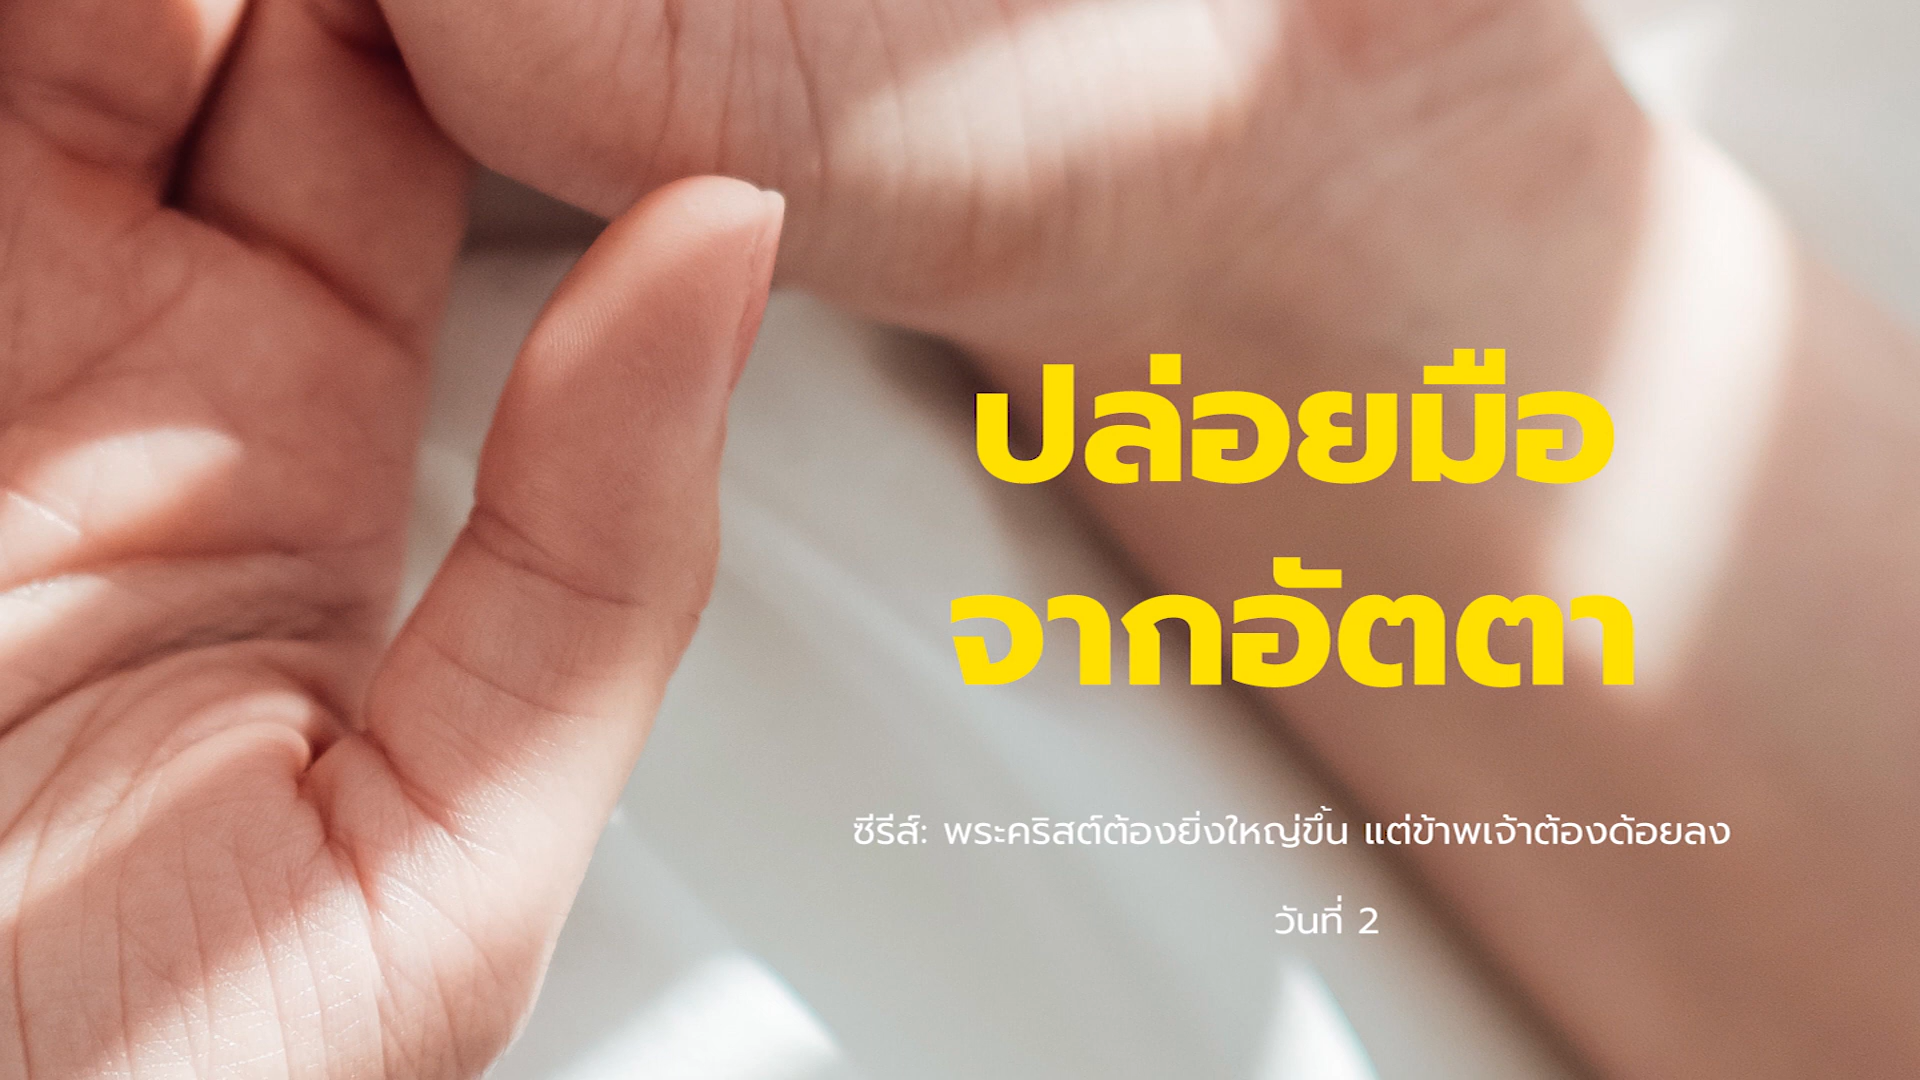 ปล่อยมือ
จากอัตตา
ซีรีส์: พระคริสต์ต้องยิ่งใหญ่ขึ้น แต่ข้าพเจ้าต้องด้อยลง
วันที่ 2